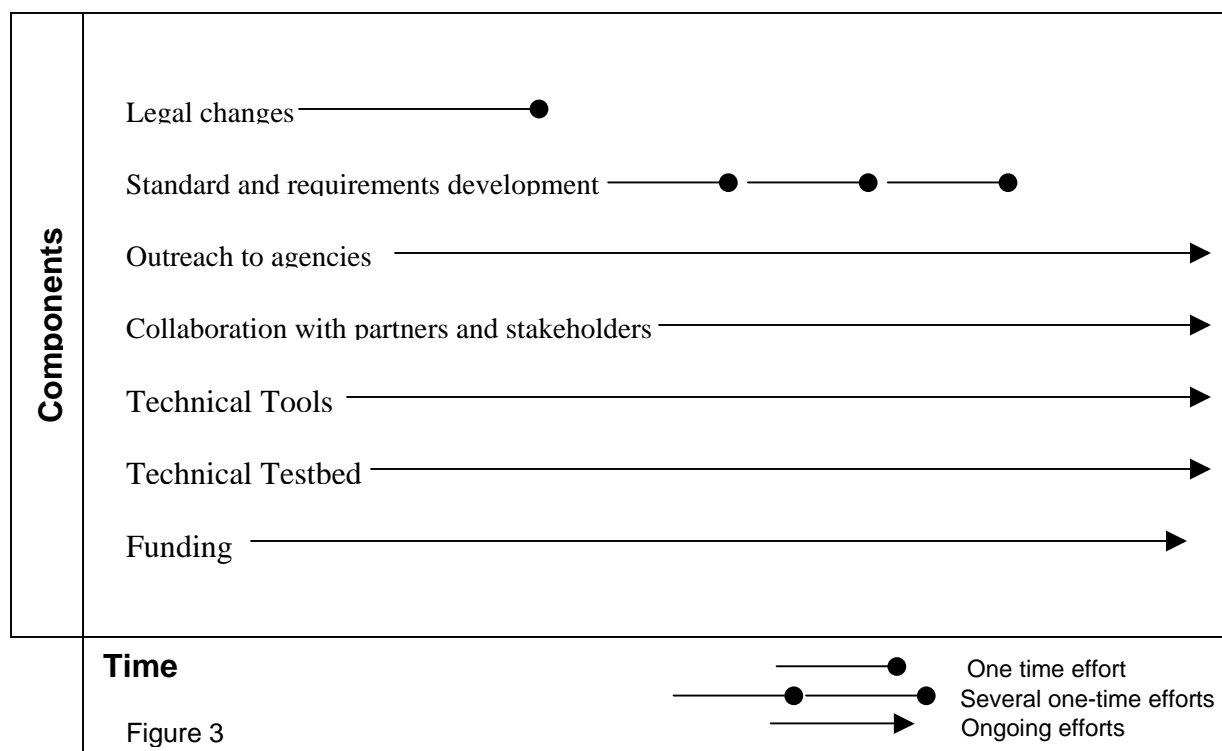 Components
Legal changes
Standard and requirements development
Outreach to agencies
Collaboration with partners and stakeholders
Technical Tools
Technical Testbed
Funding
Time
One time effort
Several one-time efforts
Ongoing efforts
Figure 3